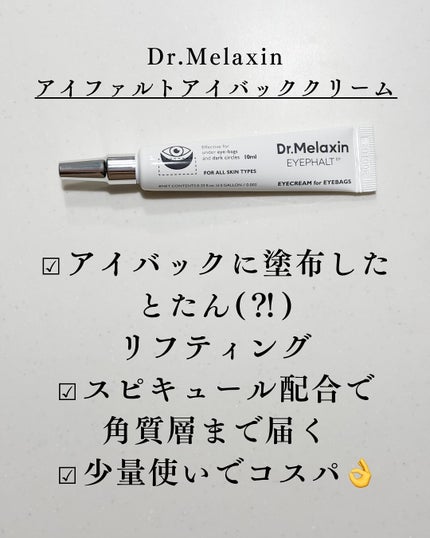 Dr.Melaxin
アイファルトアイバッククリーム
Effective for
under eye-bags
and dark circles 10ml
FOR ALL SKIN TYPES
Dr.Melaxin
EYEPHALT
EYECREAM for EYEBAGS
☑アイバックに塗布した
とたん(⁈)
リフティング
☑スピキュール配合で
角質層まで届く
☑少量使いでコスパ👌